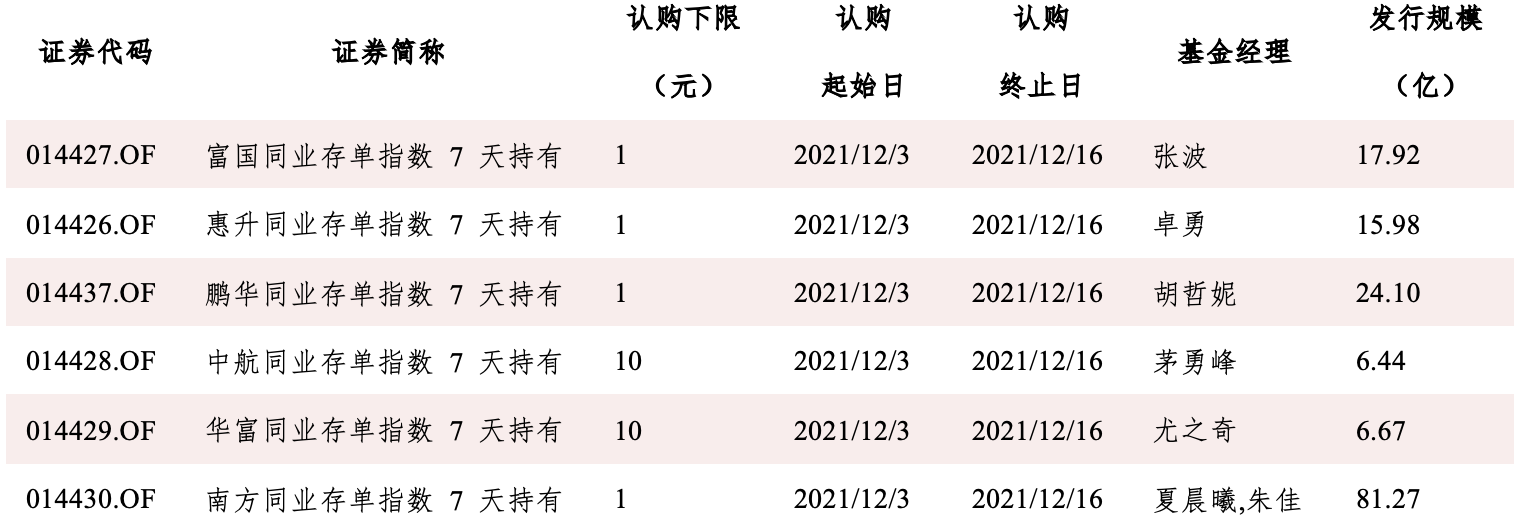 证券代码 证券简称 认购下限（元） 认购起始日 认购终止日 基金经理 发行规模（亿）
014427.OF 富国同业存单指数 7 天持有 1 2021/12/3 2021/12/16 张波 17.92
014426.OF 惠升同业存单指数 7 天持有 1 2021/12/3 2021/12/16 卓勇 15.98
014437.OF 鹏华同业存单指数 7 天持有 1 2021/12/3 2021/12/16 胡哲妮 24.10
014428.OF 中航同业存单指数 7 天持有 10 2021/12/3 2021/12/16 茅勇峰 6.44
014429.OF 华富同业存单指数 7 天持有 10 2021/12/3 2021/12/16 尤之奇 6.67
014430.OF 南方同业存单指数 7 天持有 1 2021/12/3 2021/12/16 夏晨曦,朱佳 81.27